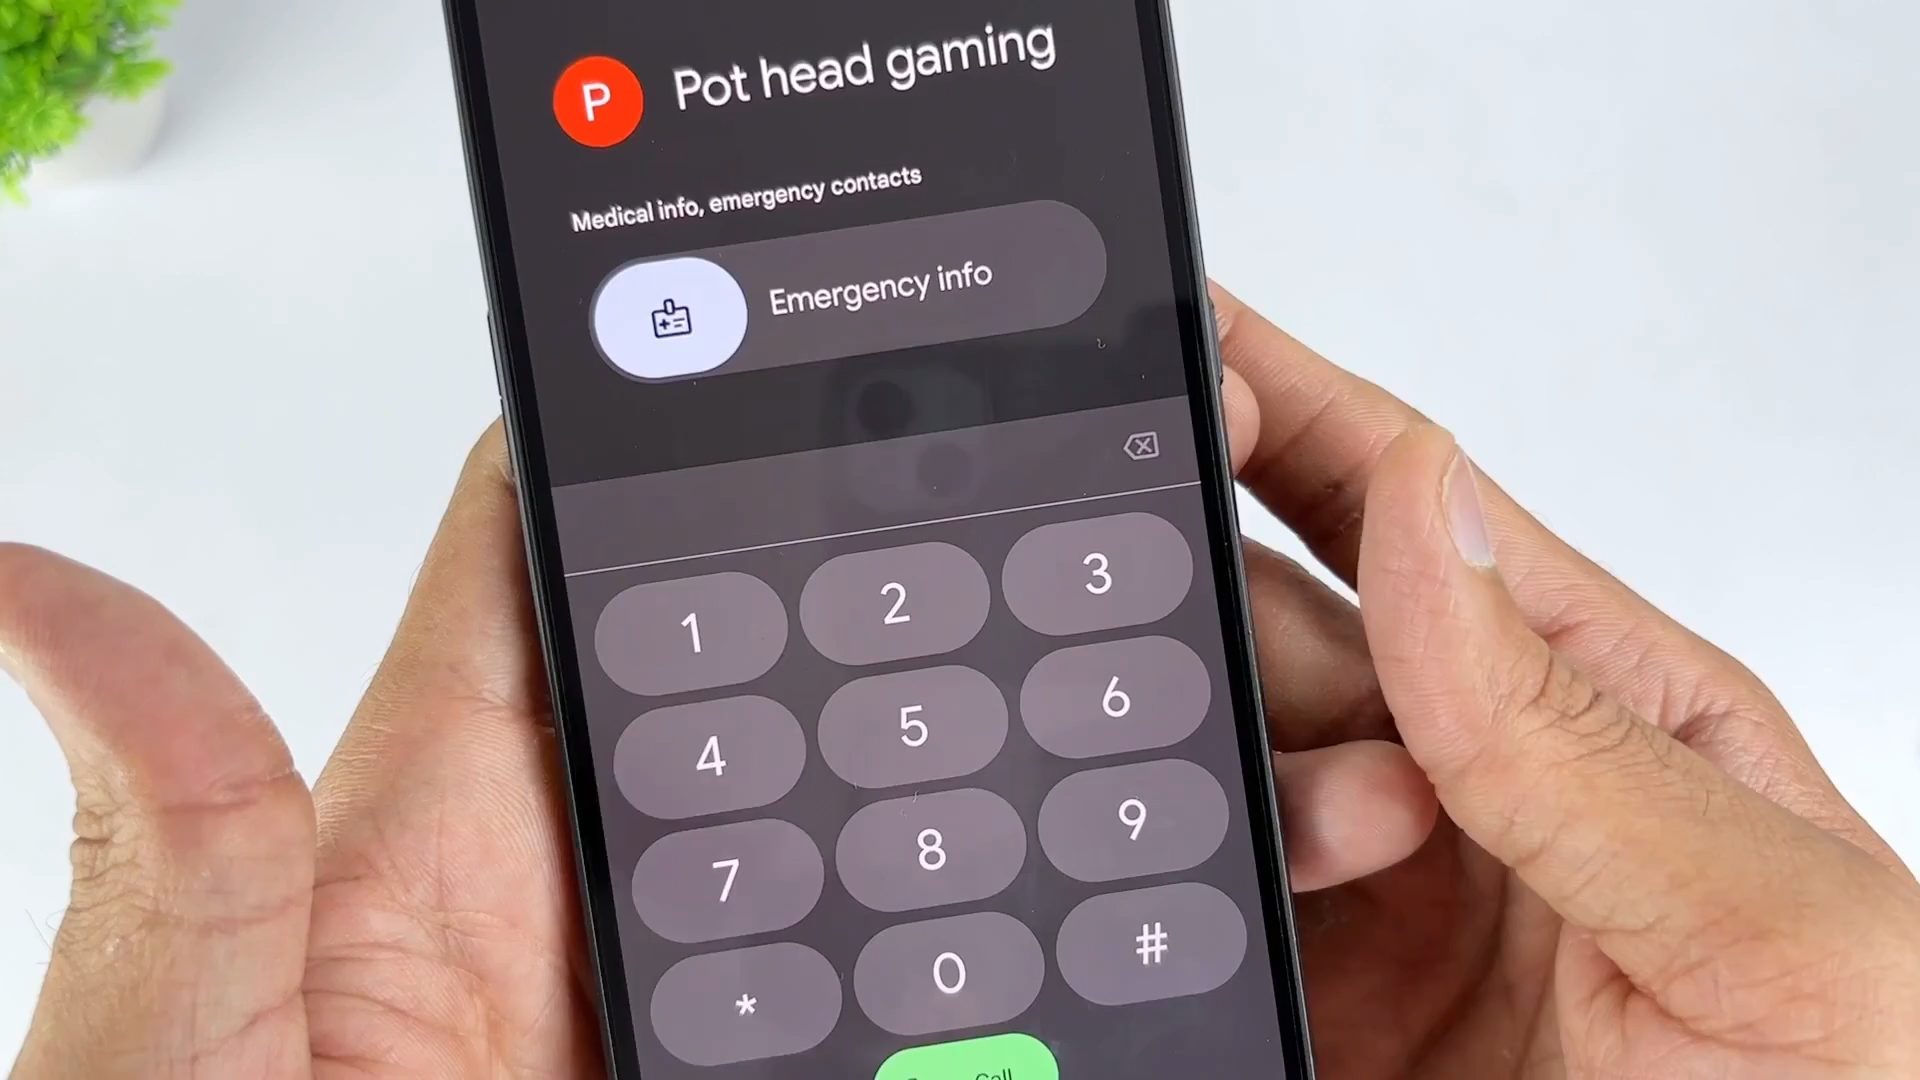 P Pot head gaming
Medical info, emergency contacts
Emergency info
1 2 3
4 5 6
7 8 9
* 0 #
Call